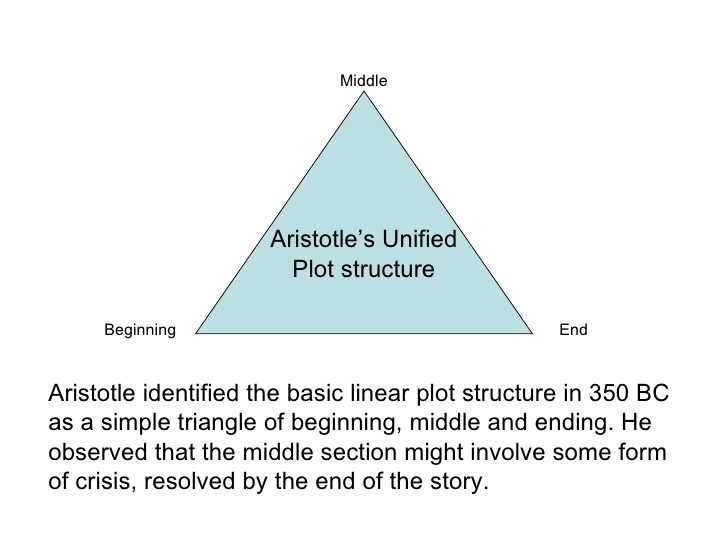 Middle
Aristotle’s Unified
Plot structure
Beginning
End
Aristotle identified the basic linear plot structure in 350 BC
as a simple triangle of beginning, middle and ending. He
observed that the middle section might involve some form
of crisis, resolved by the end of the story.